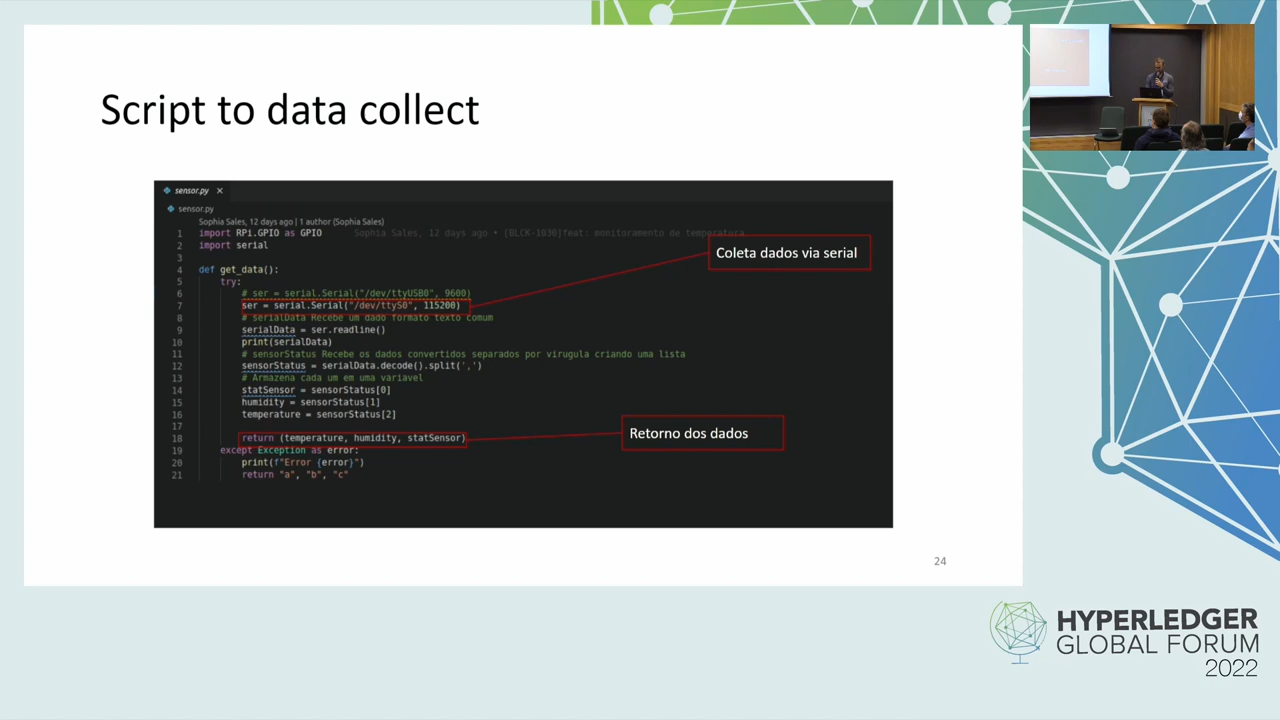 Script to data collect
sensor.py ×
sensor.py
Sophia Sales, 12 days ago | 1 author (Sophia Sales)
1 import RPi.GPIO as GPIO Sophia Sales, 12 days ago • [BLCK-1030]feat: monitoramento de temperatura
2 import serial
3
Coleta dados via serial
4 def get_data():
5 try:
6 # ser = serial.Serial("/dev/ttyUSB0", 9600)
7 ser = serial.Serial("/dev/ttyS0", 115200)
8 # serialData Recebe um dado formato texto comum
9 serialData = ser.readline()
10 print(serialData)
11 # sensorStatus Recebe os dados convertidos separados por virugula criando uma lista
12 sensorStatus = serialData.decode().split(',')
13 # Armazena cada um em uma variavel
14 statSensor = sensorStatus[0]
15 humidity = sensorStatus[1]
16 temperature = sensorStatus[2]
17
Retorno dos dados
18 return (temperature, humidity, statSensor)
19 except Exception as error:
20 print(f"Error {error}")
21 return "a", "b", "c"
24
HYPERLEDGER
GLOBAL FORUM
2022